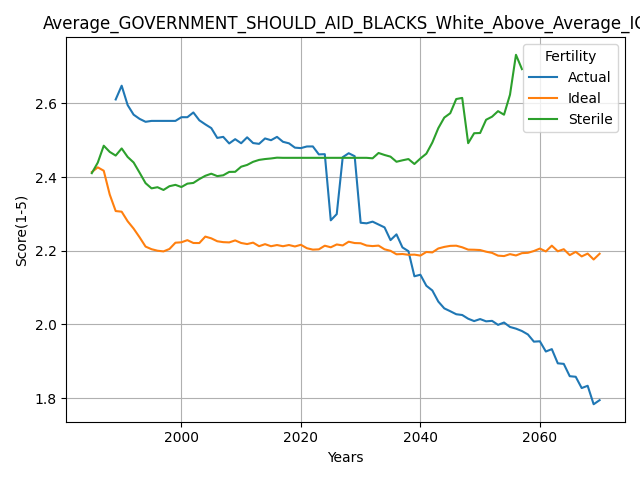 Average_GOVERNMENT_SHOULD_AID_BLACKS_White_Above_Average_IQ
Fertility
Actual
Ideal
Sterile
Score(1-5)
2.6
2.4
2.2
2.0
1.8
2000
2020
2040
2060
Years